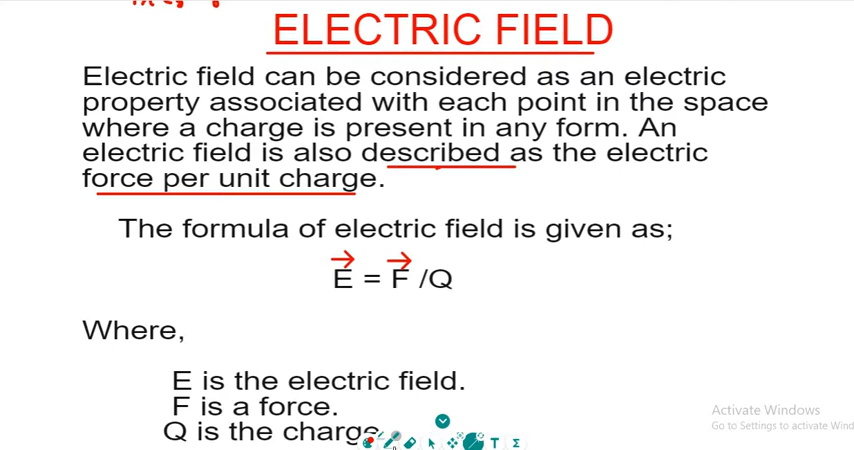 ELECTRIC FIELD
Electric field can be considered as an electric
property associated with each point in the space
where a charge is present in any form. An
electric field is also described as the electric
force per unit charge.
The formula of electric field is given as;
E = F /Q
Where,
E is the electric field.
F is a force.
Q is the charge
Activate Windows
Go to Settings to activate Wind
T Σ